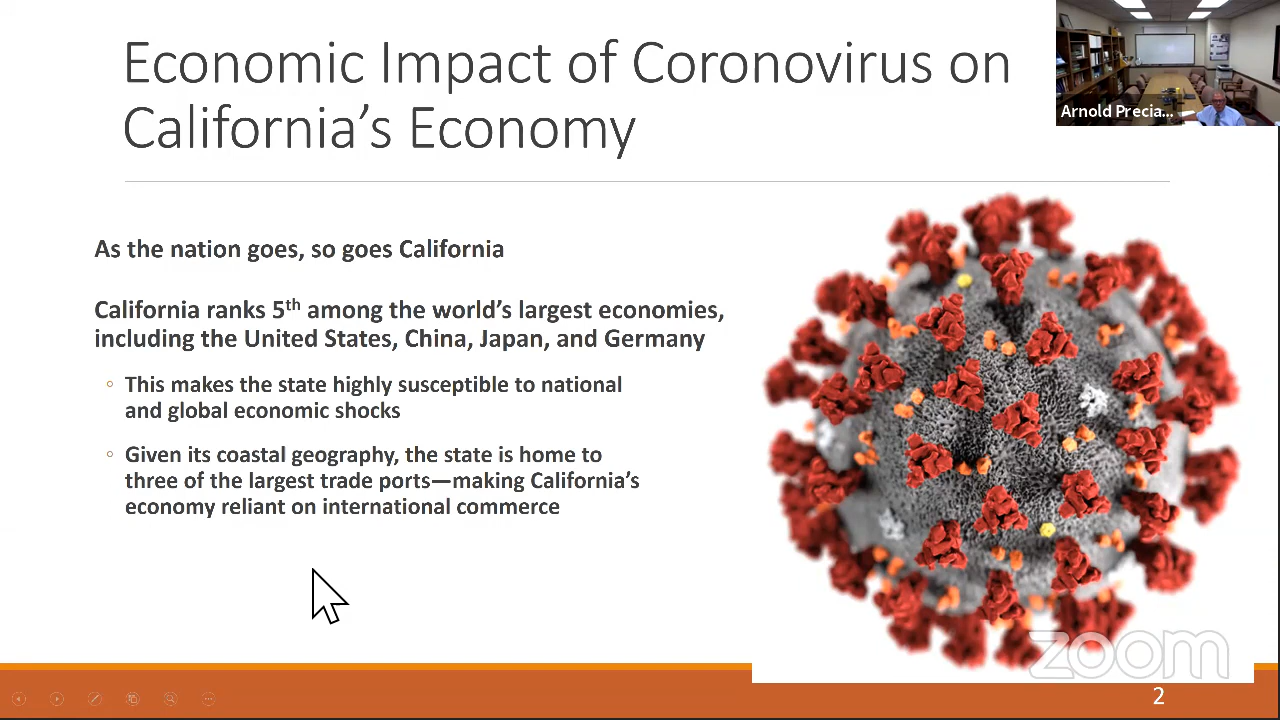 Economic Impact of Coronovirus on
California's Economy
Arnold Precia...
As the nation goes, so goes California
California ranks 5th among the world's largest economies,
including the United States, China, Japan, and Germany
This makes the state highly susceptible to national
and global economic shocks
Given its coastal geography, the state is home to
three of the largest trade ports—making California's
economy reliant on international commerce
zoom
2